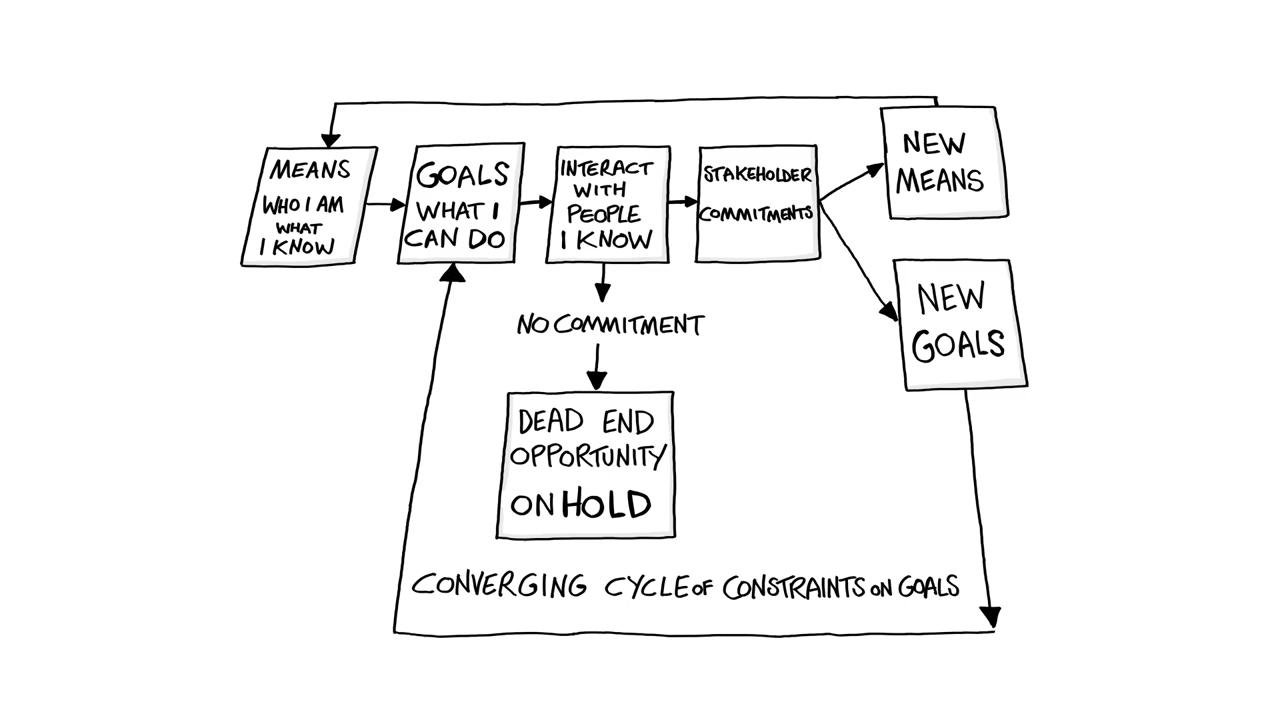 MEANS
WHO I AM
WHAT
I KNOW
GOALS
WHAT I
CAN DO
INTERACT
WITH
PEOPLE
I KNOW
STAKEHOLDER
COMMITMENTS
NEW
MEANS
NEW
GOALS
NO COMMITMENT
DEAD END
OPPORTUNITY
ON HOLD
CONVERGING CYCLE OF CONSTRAINTS ON GOALS